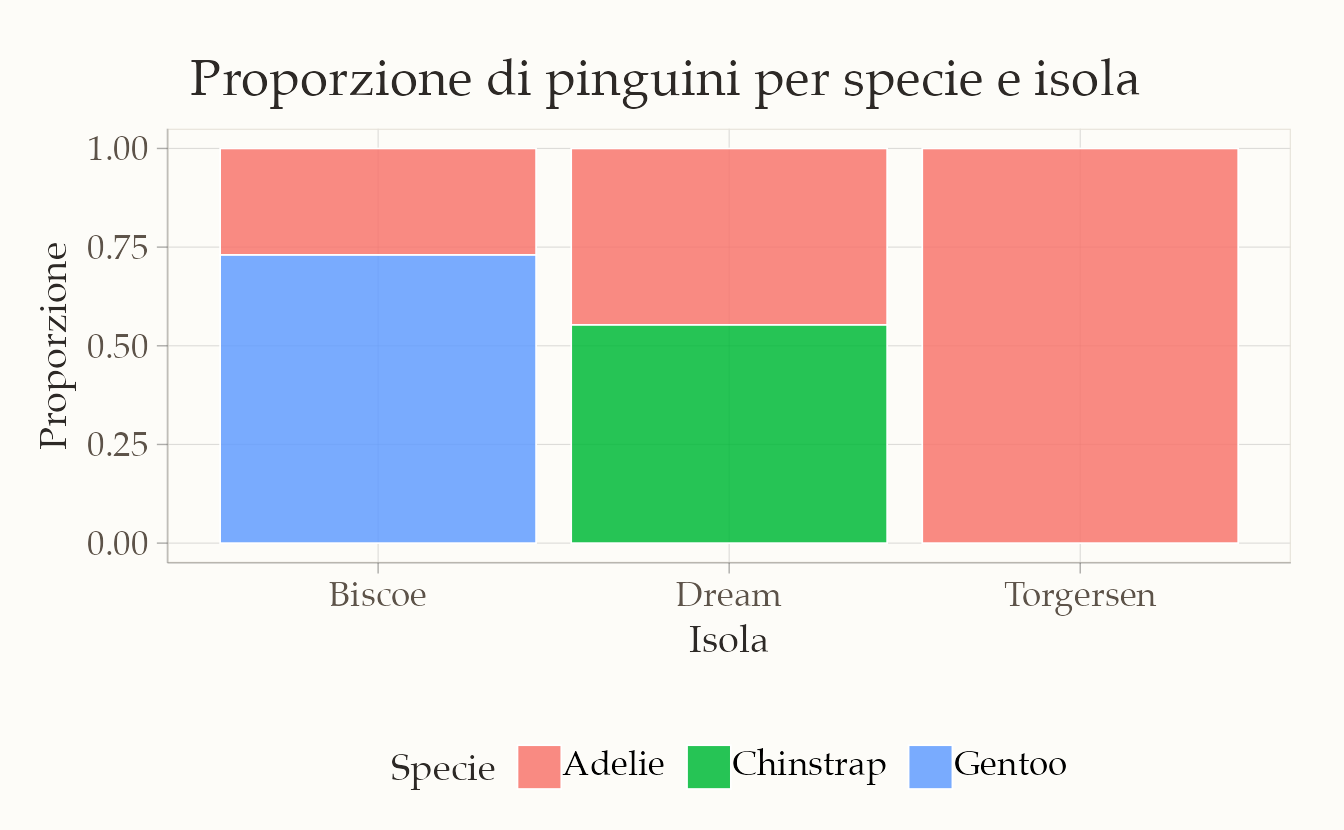 Proporzione di pinguini per specie e isola
1.00
0.75
0.50
0.25
0.00
Proporzione
Biscoe Dream Torgersen
Isola
Specie Adelie Chinstrap Gentoo